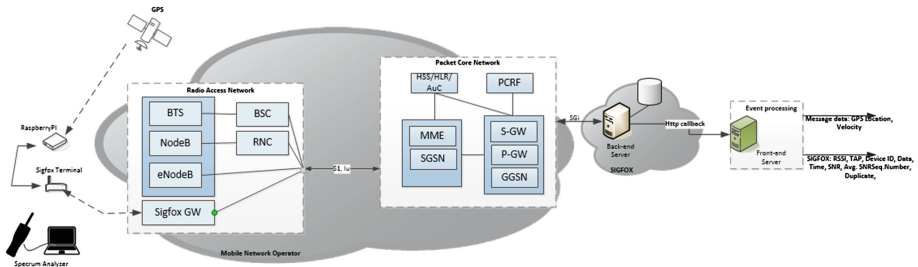 GPS
RaspberryPI
Sigfox Terminal
Specrum Analyzer
Radio Access Network
BTS
NodeB
eNodeB
Sigfox GW
BSC
RNC
Mobile Network Operator
S1, Iu
Packet Core Network
HSS/HLR/
AuC
PCRF
MME
SGSN
S-GW
P-GW
GGSN
SGi
Back-end
Server
SIGFOX
Http callback
Event processing
Front-end
Server
Message data: GPS Location,
Velocity
SIGFOX: RSSI, TAP, Device ID, Data,
Time, SNR, Avg. SNRSeq.Number,
Duplicate,